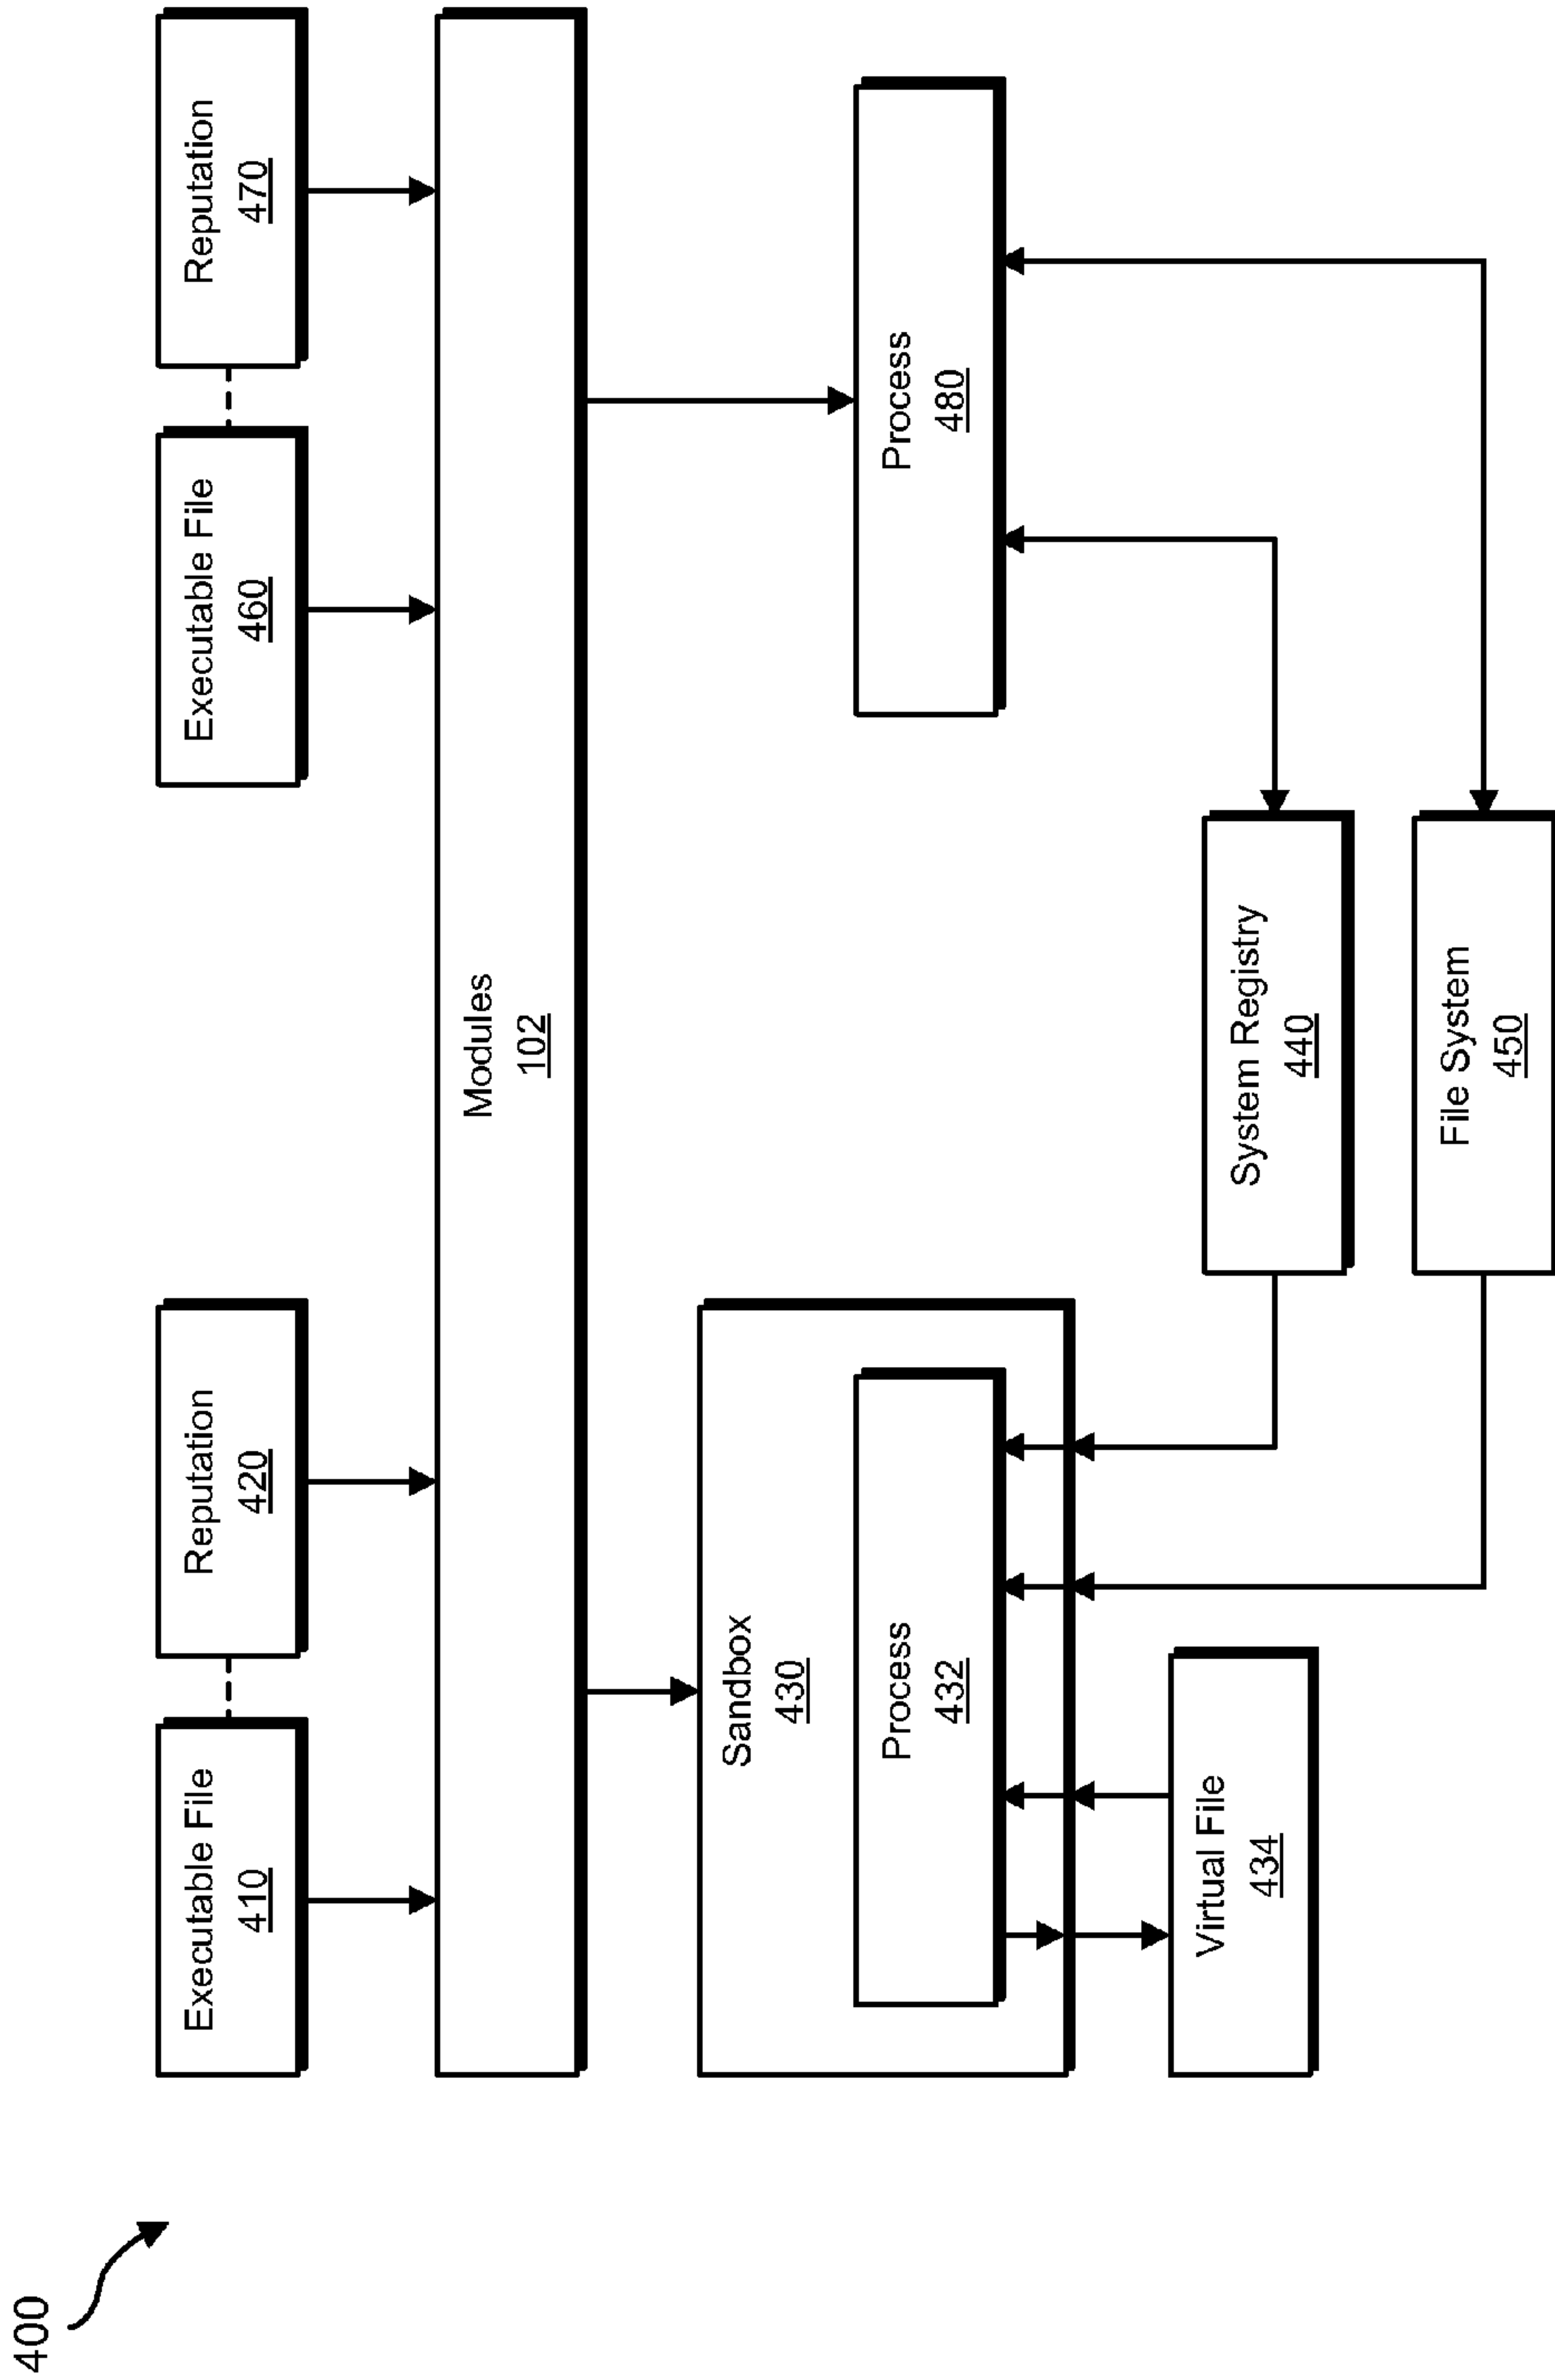 400
Executable File
410
Reputation
420
Executable File
460
Reputation
470
Modules
102
Sandbox
430
Process
432
Process
480
Virtual File
434
System Registry
440
File System
450